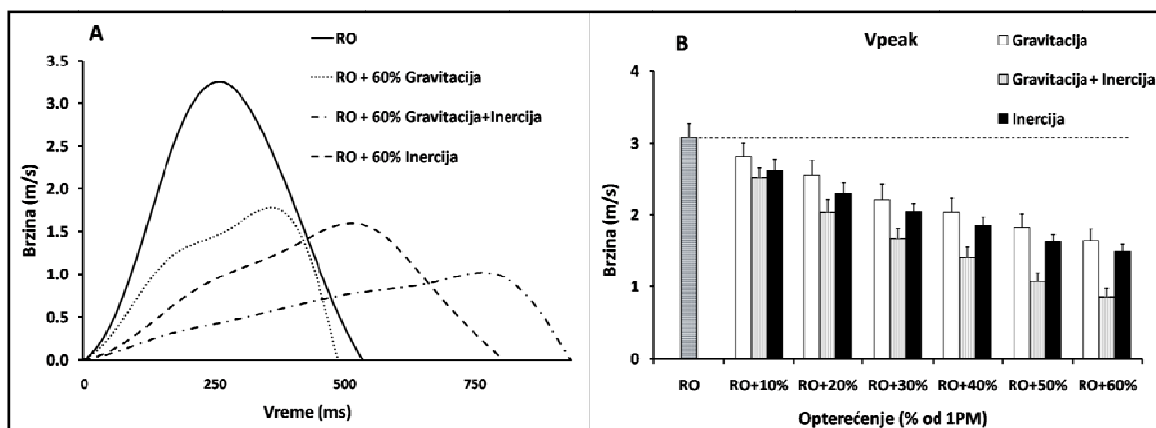 A
RO
RO + 60% Gravitacija
RO + 60% Gravitacija+Inercija
RO + 60% Inercija
Brzina (m/s)
3.5
3.0
2.5
2.0
1.5
1.0
0.5
0.0
0 250 500 750
Vreme (ms)
B
Vpeak
Gravitacija
Gravitacija + Inercija
Inercija
Brzina (m/s)
4
3
2
1
0
RO RO+10% RO+20% RO+30% RO+40% RO+50% RO+60%
Opterećenje (% od 1PM)